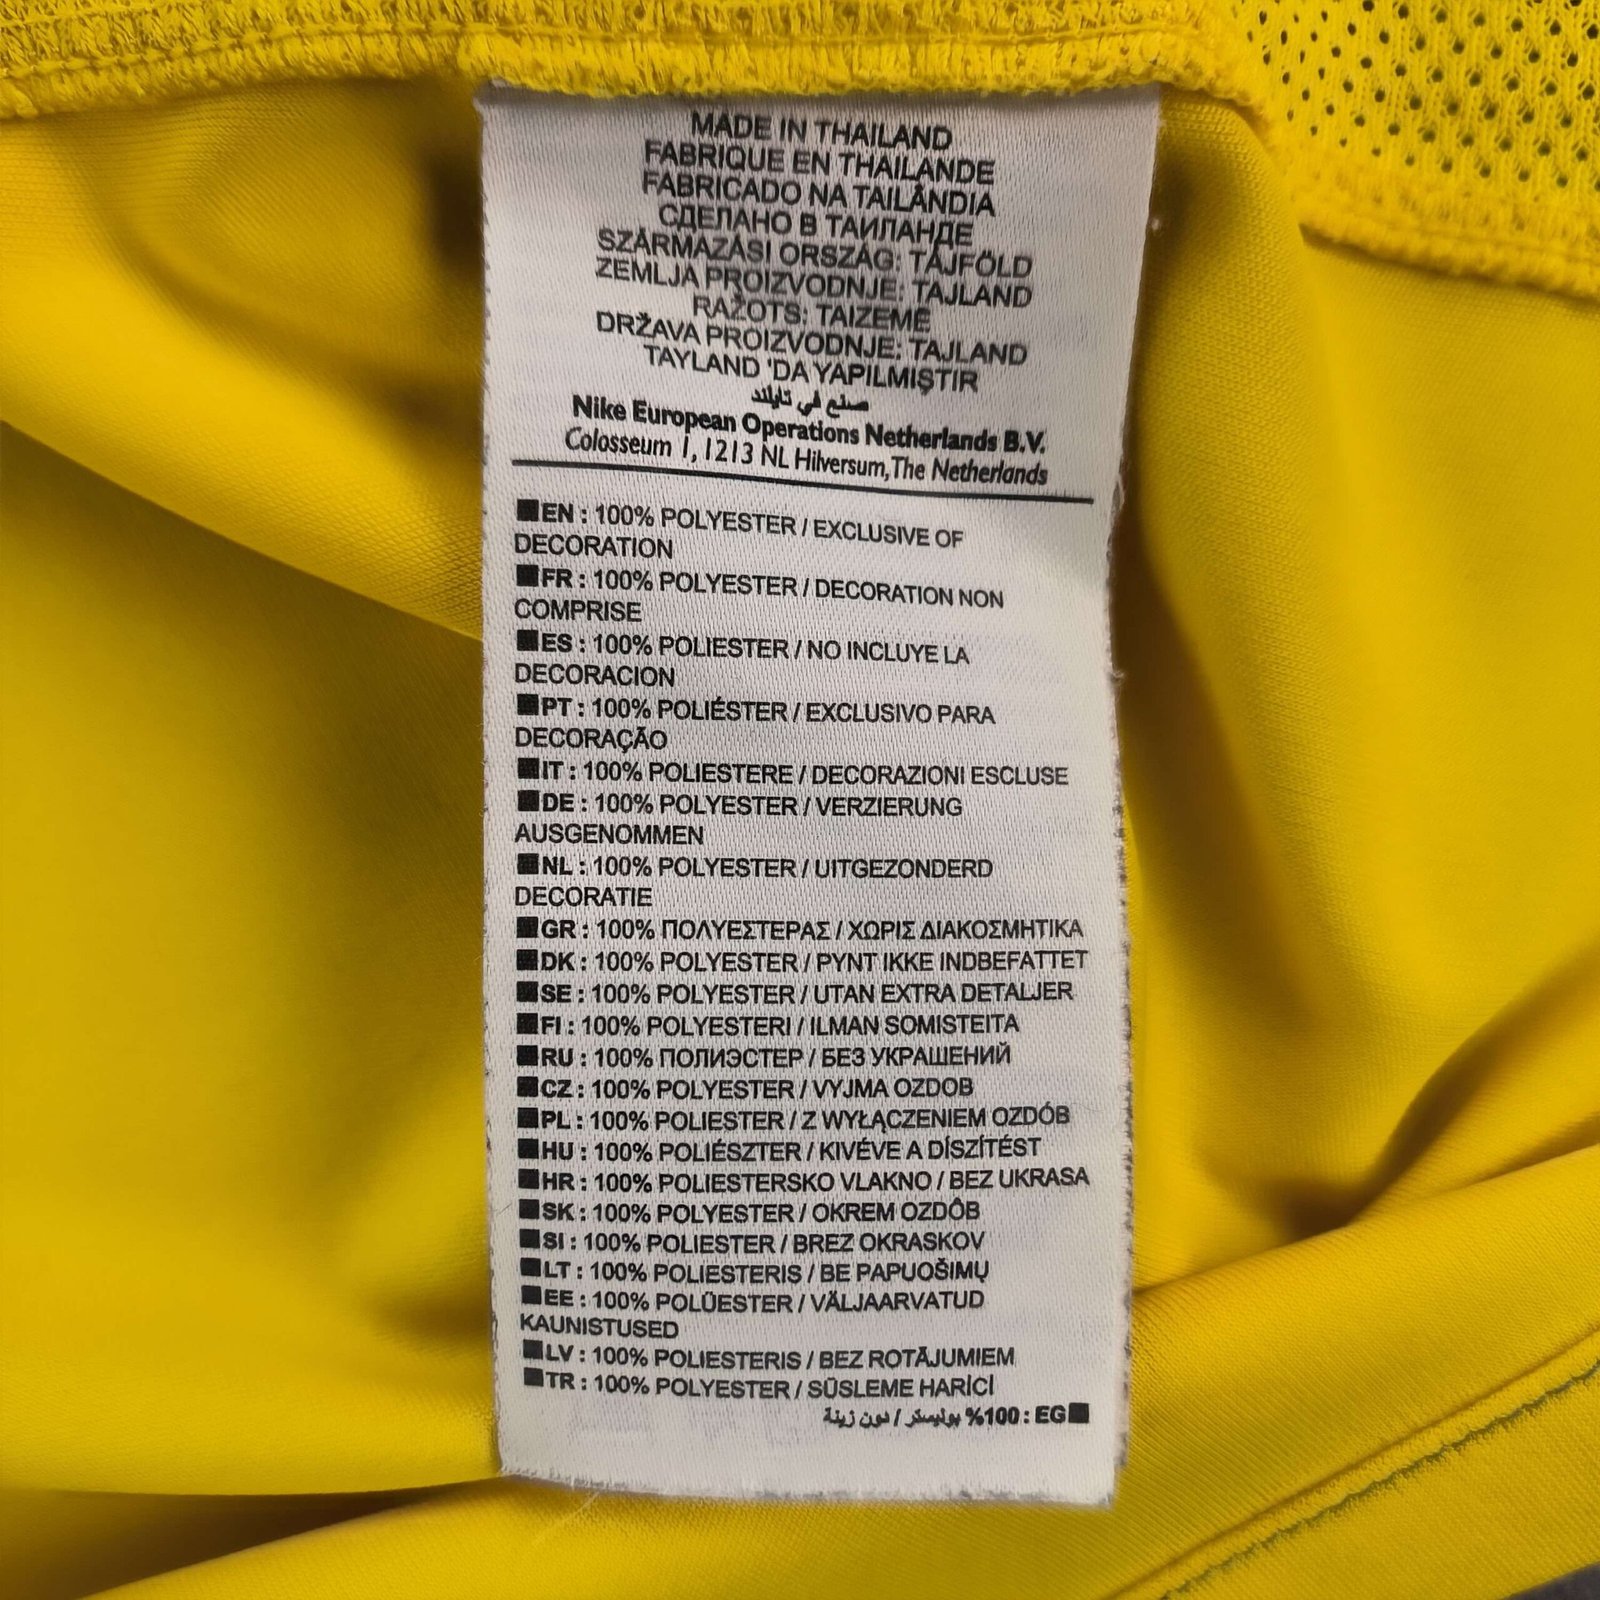 MADE IN THAILAND
FABRIQUE EN THAILANDE
FABRICADO NA TAILÂNDIA
СДЕЛАНО В ТАИЛАНДЕ
SZÁRMAZÁSI ORSZÁG: TÁJFÖLD
ZEMLJA PROIZVODNJE: TAJLAND
RAŽOTS: TAIZEMĒ
DRŽAVA PROIZVODNJE: TAJLAND
TAYLAND 'DA YAPILMIŞTIR
صنع في تايلند
Nike European Operations Netherlands B.V.
Colosseum 1, 1213 NL Hilversum, The Netherlands
■EN : 100% POLYESTER / EXCLUSIVE OF
DECORATION
■FR : 100% POLYESTER / DECORATION NON
COMPRISE
■ES : 100% POLIESTER / NO INCLUYE LA
DECORACION
■PT : 100% POLIÉSTER / EXCLUSIVO PARA
DECORAÇÃO
■IT : 100% POLIESTERE / DECORAZIONI ESCLUSE
■DE : 100% POLYESTER / VERZIERUNG
AUSGENOMMEN
■NL : 100% POLYESTER / UITGEZONDERD
DECORATIE
■GR : 100% ΠΟΛΥΕΣΤΕΡΑΣ / ΧΩΡΙΣ ΔΙΑΚΟΣΜΗΤΙΚΑ
■DK : 100% POLYESTER / PYNT IKKE INDBEFATTET
■SE : 100% POLYESTER / UTAN EXTRA DETALJER
■FI : 100% POLYESTERI / ILMAN SOMISTEITA
■RU : 100% ПОЛИЭСТЕР / БЕЗ УКРАШЕНИЙ
■CZ : 100% POLYESTER / VYJMA OZDOB
■PL : 100% POLIESTER / Z WYŁĄCZENIEM OZDÓB
■HU : 100% POLIÉSZTER / KIVÉVE A DÍSZÍTÉST
■HR : 100% POLIESTERSKO VLAKNO / BEZ UKRASA
■SK : 100% POLYESTER / OKREM OZDÔB
■SI : 100% POLIESTER / BREZ OKRASKOV
■LT : 100% POLIESTERIS / BE PAPUOŠIMŲ
■EE : 100% POLÜESTER / VÄLJAARVATUD
KAUNISTUSED
■LV : 100% POLIESTERIS / BEZ ROTĀJUMIEM
■TR : 100% POLYESTER / SÜSLEME HARİCİ
■EG : 100% بوليستر / دون زينة